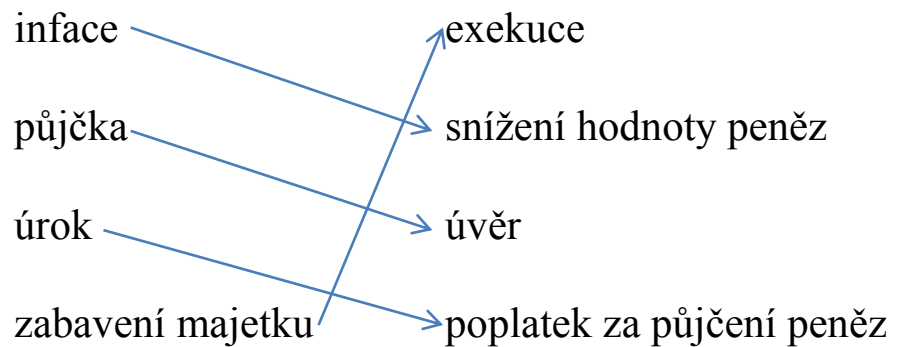 inface
exekuce
půjčka
snížení hodnoty peněz
úrok
úvěr
zabavení majetku
poplatek za půjčení peněz